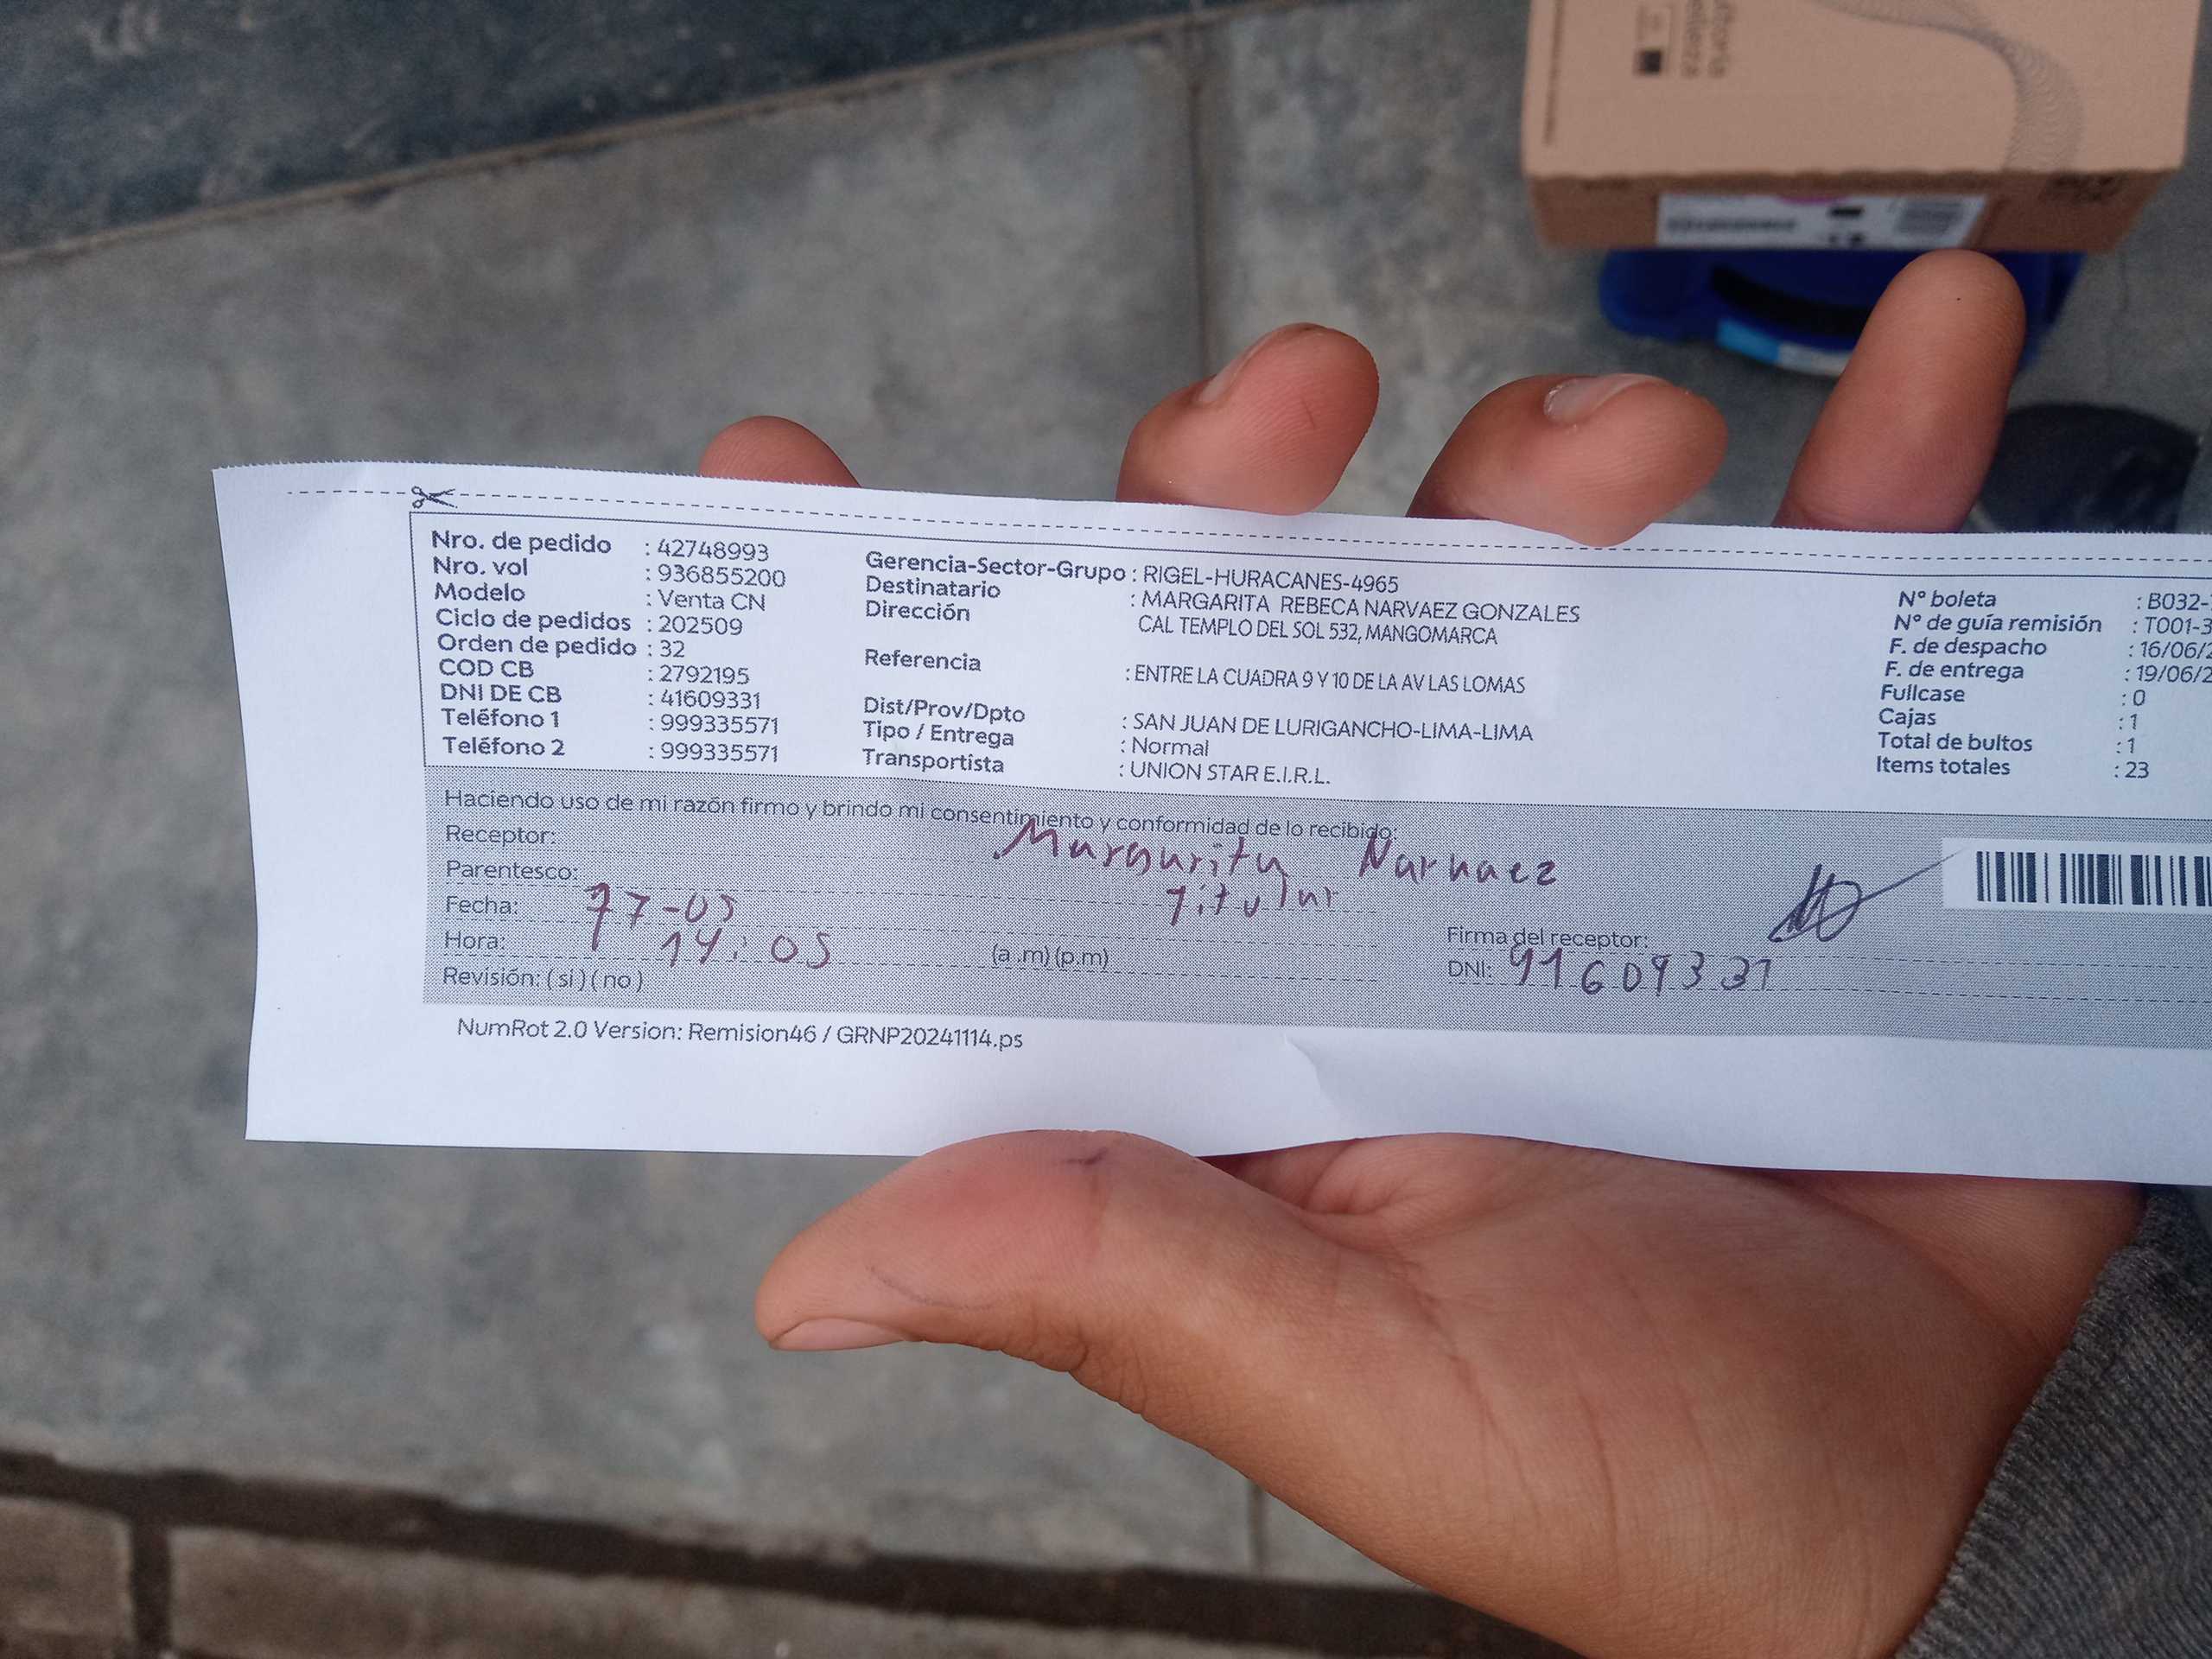 Nro. de pedido : 42748993
Nro. vol : 936855200
Modelo : Venta CN
Ciclo de pedidos : 202509
Orden de pedido : 32
COD CB : 2792195
DNI DE CB : 41609331
Teléfono 1 : 999335571
Teléfono 2 : 999335571
Gerencia-Sector-Grupo : RIGEL-HURACANES-4965
Destinatario : MARGARITA REBECA NARVAEZ GONZALES
Dirección CAL TEMPLO DEL SOL 532, MANGOMARCA
Referencia : ENTRE LA CUADRA 9 Y 10 DE LA AV LAS LOMAS
Dist/Prov/Dpto : SAN JUAN DE LURIGANCHO-LIMA-LIMA
Tipo / Entrega : Normal
Transportista : UNION STAR E.I.R.L.
N° boleta : B032-
N° de guía remisión : T001-3
F. de despacho : 16/06/2
F. de entrega : 19/06/2
Fullcase : 0
Cajas : 1
Total de bultos : 1
Items totales : 23
Haciendo uso de mi razón firmo y brindo mi consentimiento y conformidad de lo recibido:
Receptor: Margarita Narvaez
Parentesco: Titular
Fecha:
Hora: 14:05 (a.m) (p.m)
Revisión: ( si ) ( no )
Firma del receptor:
DNI: 41609331
NumRot 2.0 Version: Remision46 / GRNP20241114.ps